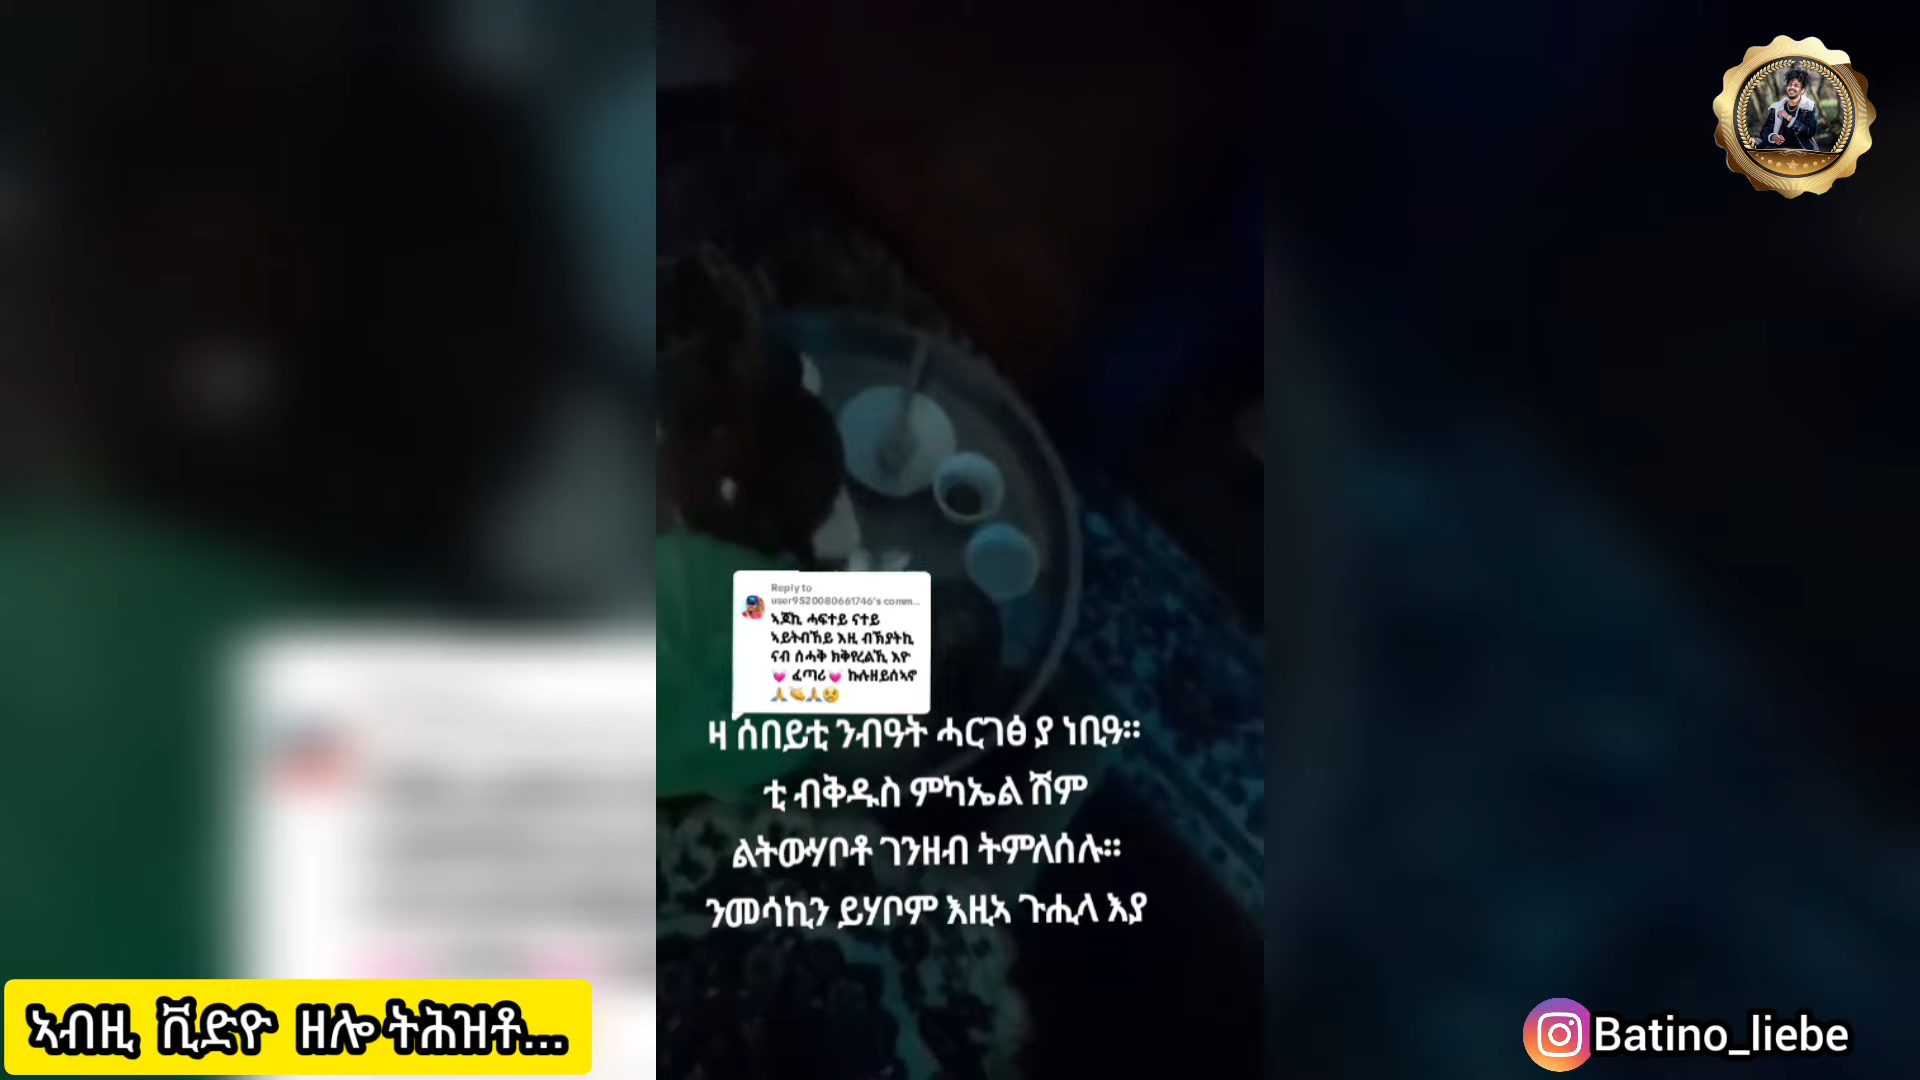 Reply to
user9520080661746's comm...
ኣጆኺ ሓፍተይ ናተይ
ኣይትብኸይ እዚ ብኽያትኪ
ናብ ሰሓቅ ክቅየረልኺ እዮ
💓 ፈጣሪ💓 ኩሉዘይሰኣኖ
🙏👏🙏😢
ዛ ሰበይቲ ንብዓት ሓርገፅ ያ ነቢዓ።
ቲ ብቅዱስ ምካኤል ሽም
ልትውሃቦቶ ገንዘብ ትምለሰሉ።
ንመሳኪን ይሃቦም እዚኣ ጉሒላ እያ
ኣብዚ ቪድዮ ዘሎ ትሕዝቶ...
Batino_liebe